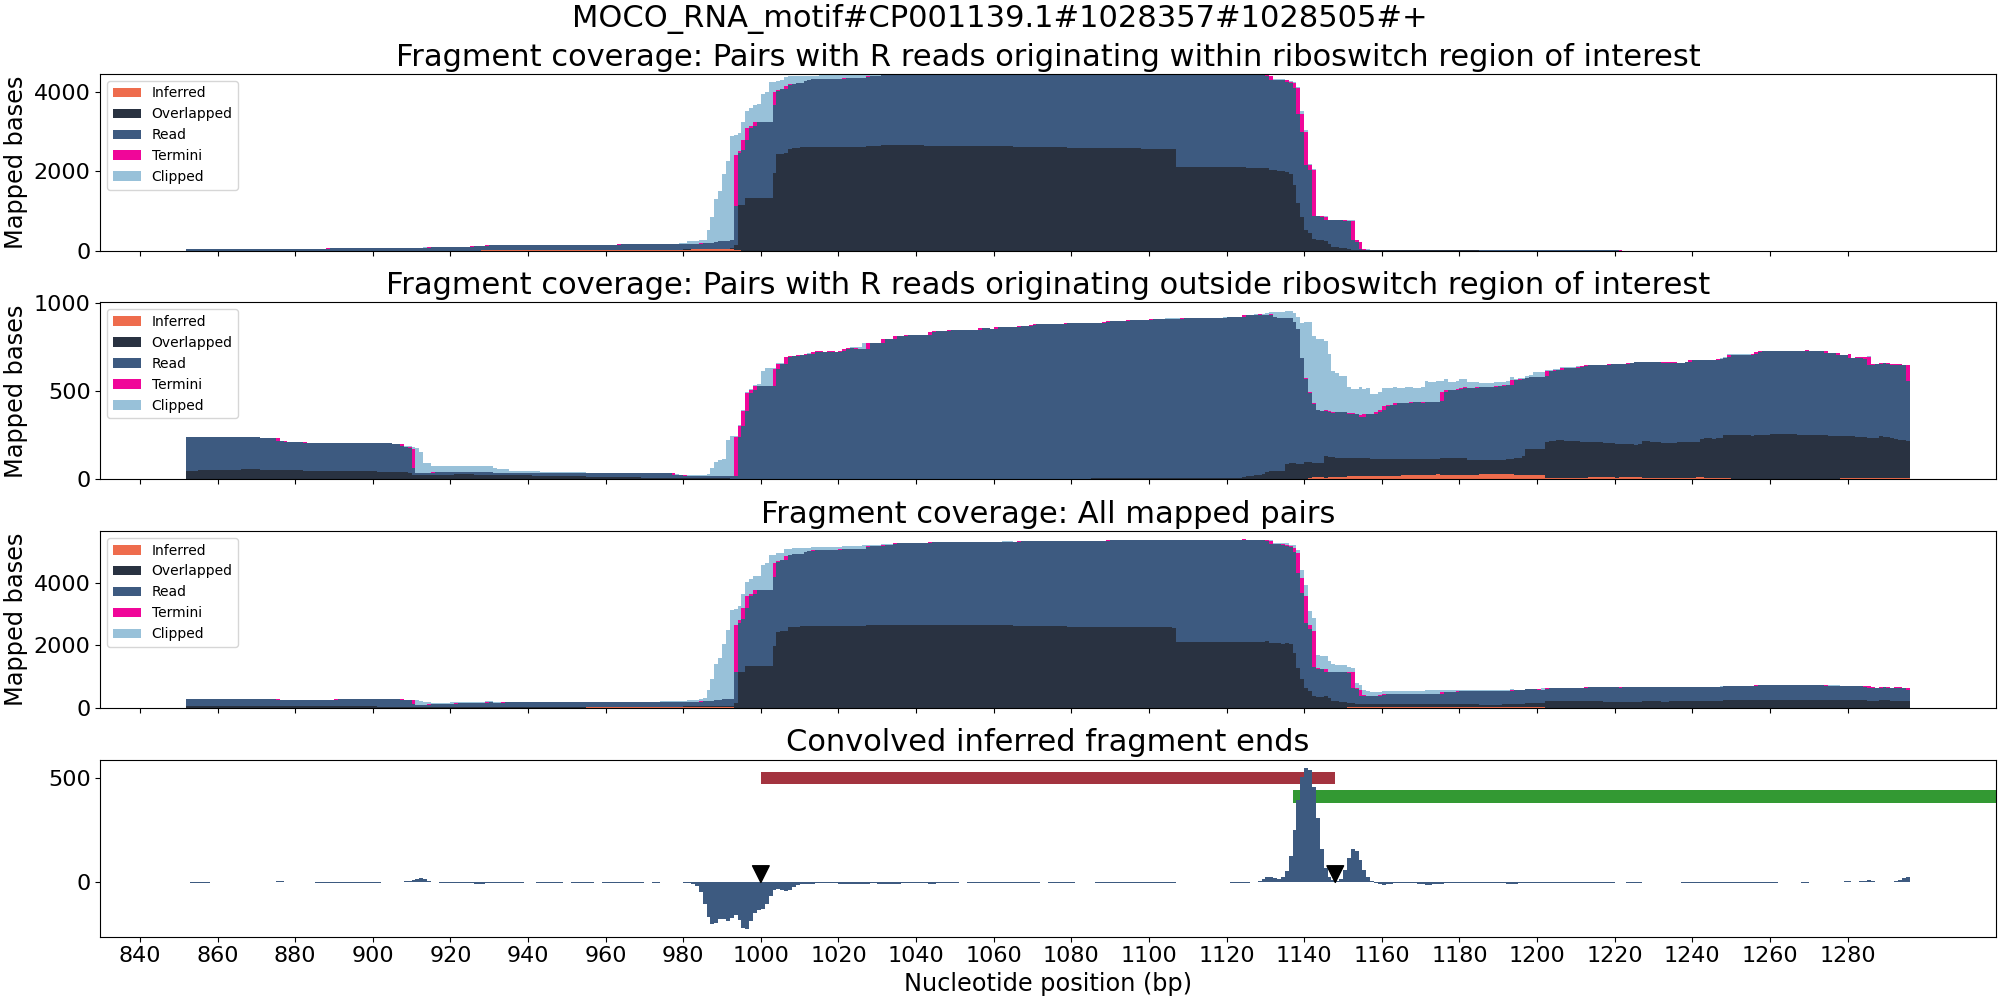 MOCO_RNA_motif#CP001139.1#1028357#1028505#+
Fragment coverage: Pairs with R reads originating within riboswitch region of interest
Mapped bases
4000
2000
0
Inferred
Overlapped
Read
Termini
Clipped
Fragment coverage: Pairs with R reads originating outside riboswitch region of interest
Mapped bases
1000
500
0
Inferred
Overlapped
Read
Termini
Clipped
Fragment coverage: All mapped pairs
Mapped bases
4000
2000
0
Inferred
Overlapped
Read
Termini
Clipped
Convolved inferred fragment ends
500
0
840 860 880 900 920 940 960 980 1000 1020 1040 1060 1080 1100 1120 1140 1160 1180 1200 1220 1240 1260 1280
Nucleotide position (bp)